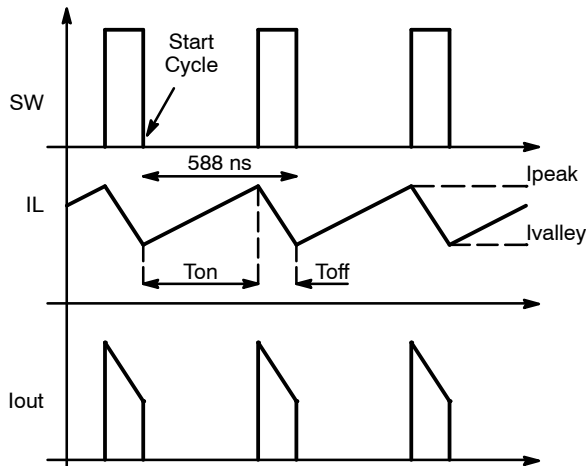 Start
Cycle
SW
588 ns
Ipeak
IL
Ivalley
Ton
Toff
Iout